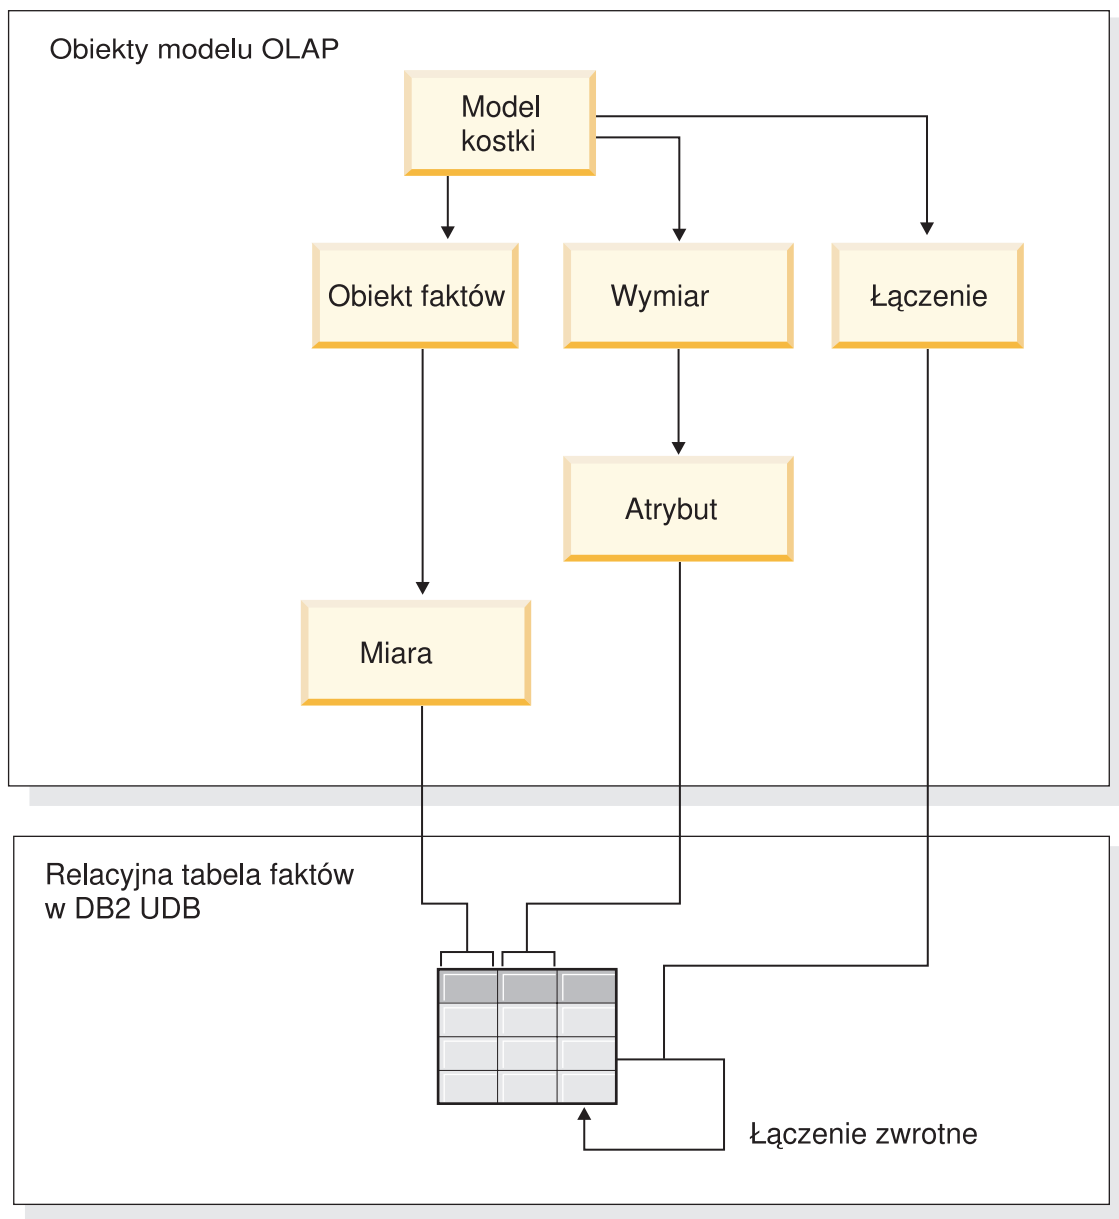 Obiekty modelu OLAP
Model
kostki
Obiekt faktów
Wymiar
Łączenie
Atrybut
Miara
Relacyjna tabela faktów
w DB2 UDB
Łączenie zwrotne